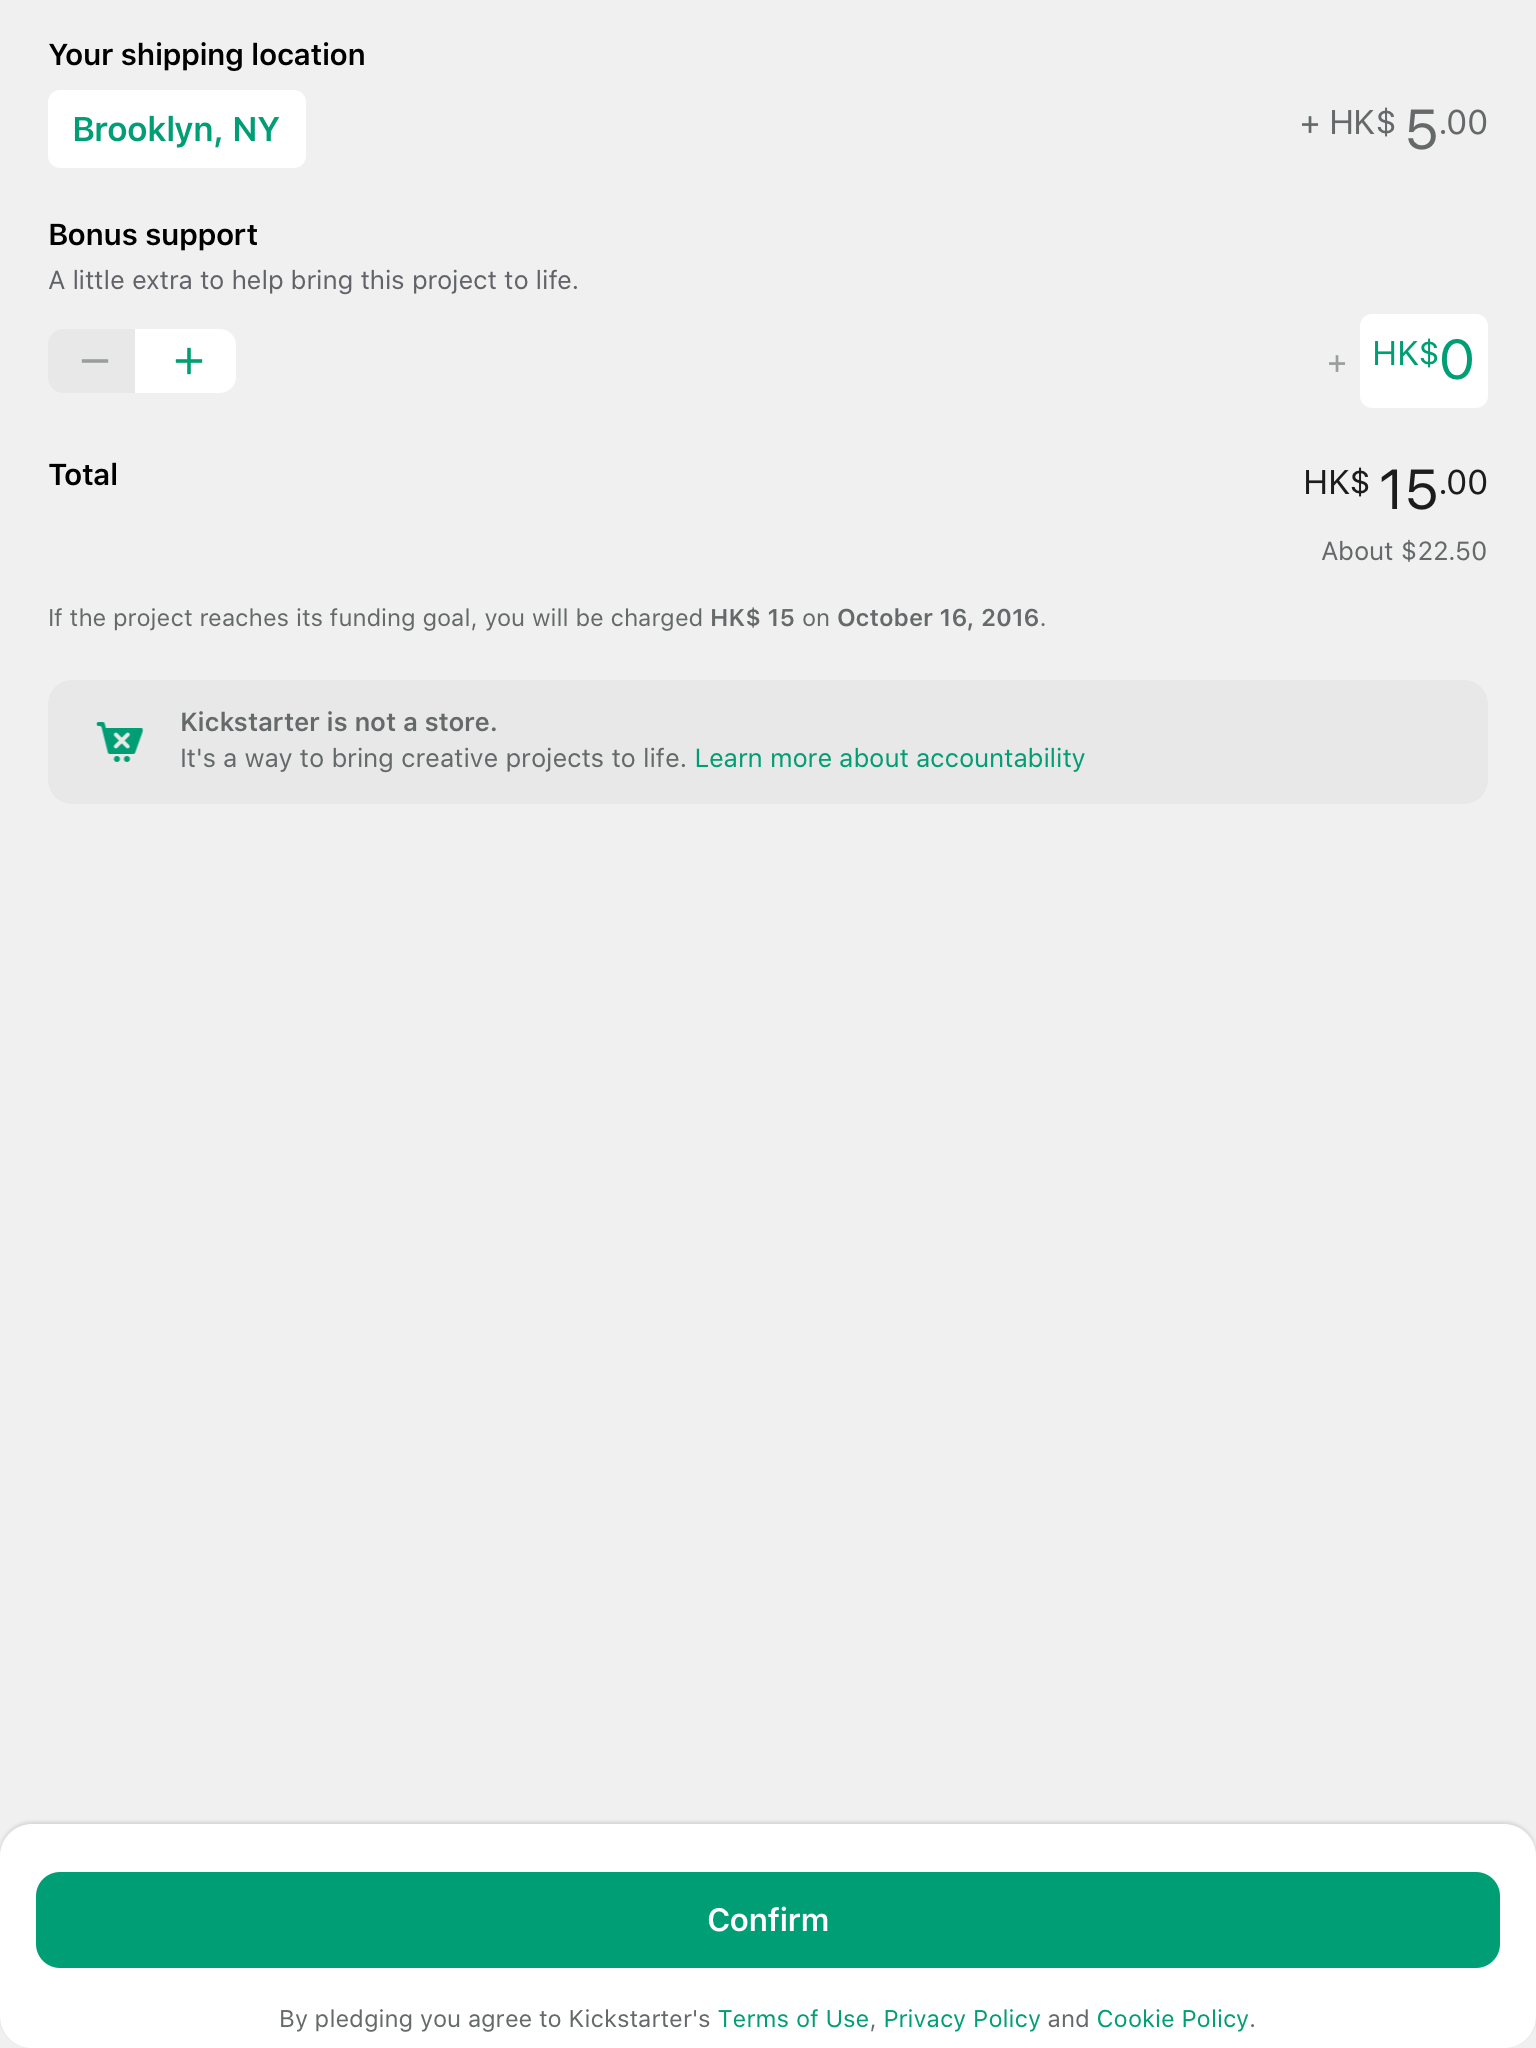 Your shipping location
Brooklyn, NY
+ HK$ 5.00
Bonus support
A little extra to help bring this project to life.
− +
+ HK$0
Total
HK$ 15.00
About $22.50
If the project reaches its funding goal, you will be charged HK$ 15 on October 16, 2016.
Kickstarter is not a store.
It's a way to bring creative projects to life. Learn more about accountability
Confirm
By pledging you agree to Kickstarter's Terms of Use, Privacy Policy and Cookie Policy.